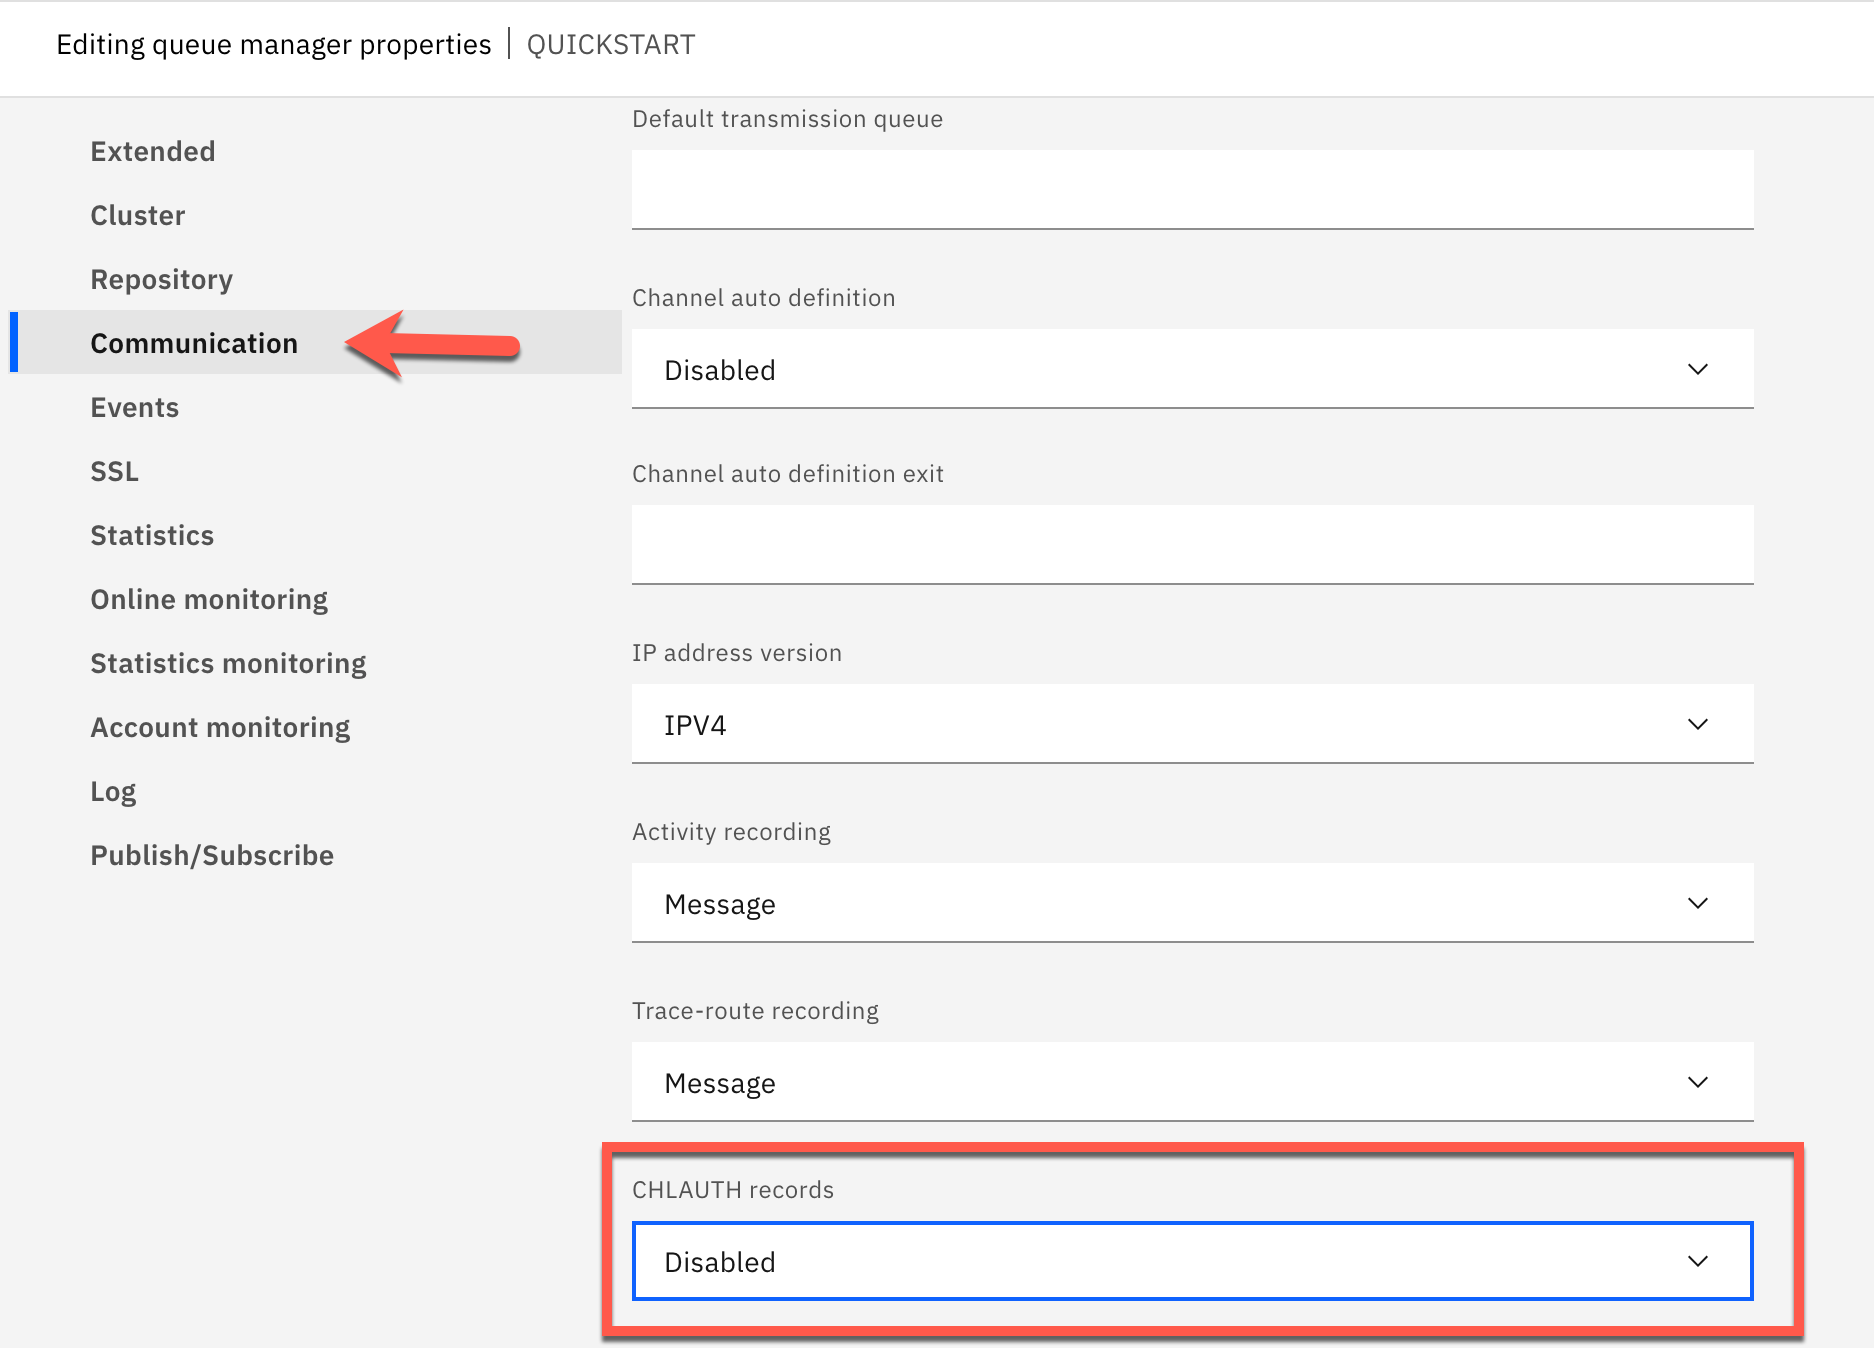 Editing queue manager properties | QUICKSTART
Extended
Cluster
Repository
Communication
Events
SSL
Statistics
Online monitoring
Statistics monitoring
Account monitoring
Log
Publish/Subscribe
Default transmission queue
Channel auto definition
Disabled
Channel auto definition exit
IP address version
IPV4
Activity recording
Message
Trace-route recording
Message
CHLAUTH records
Disabled